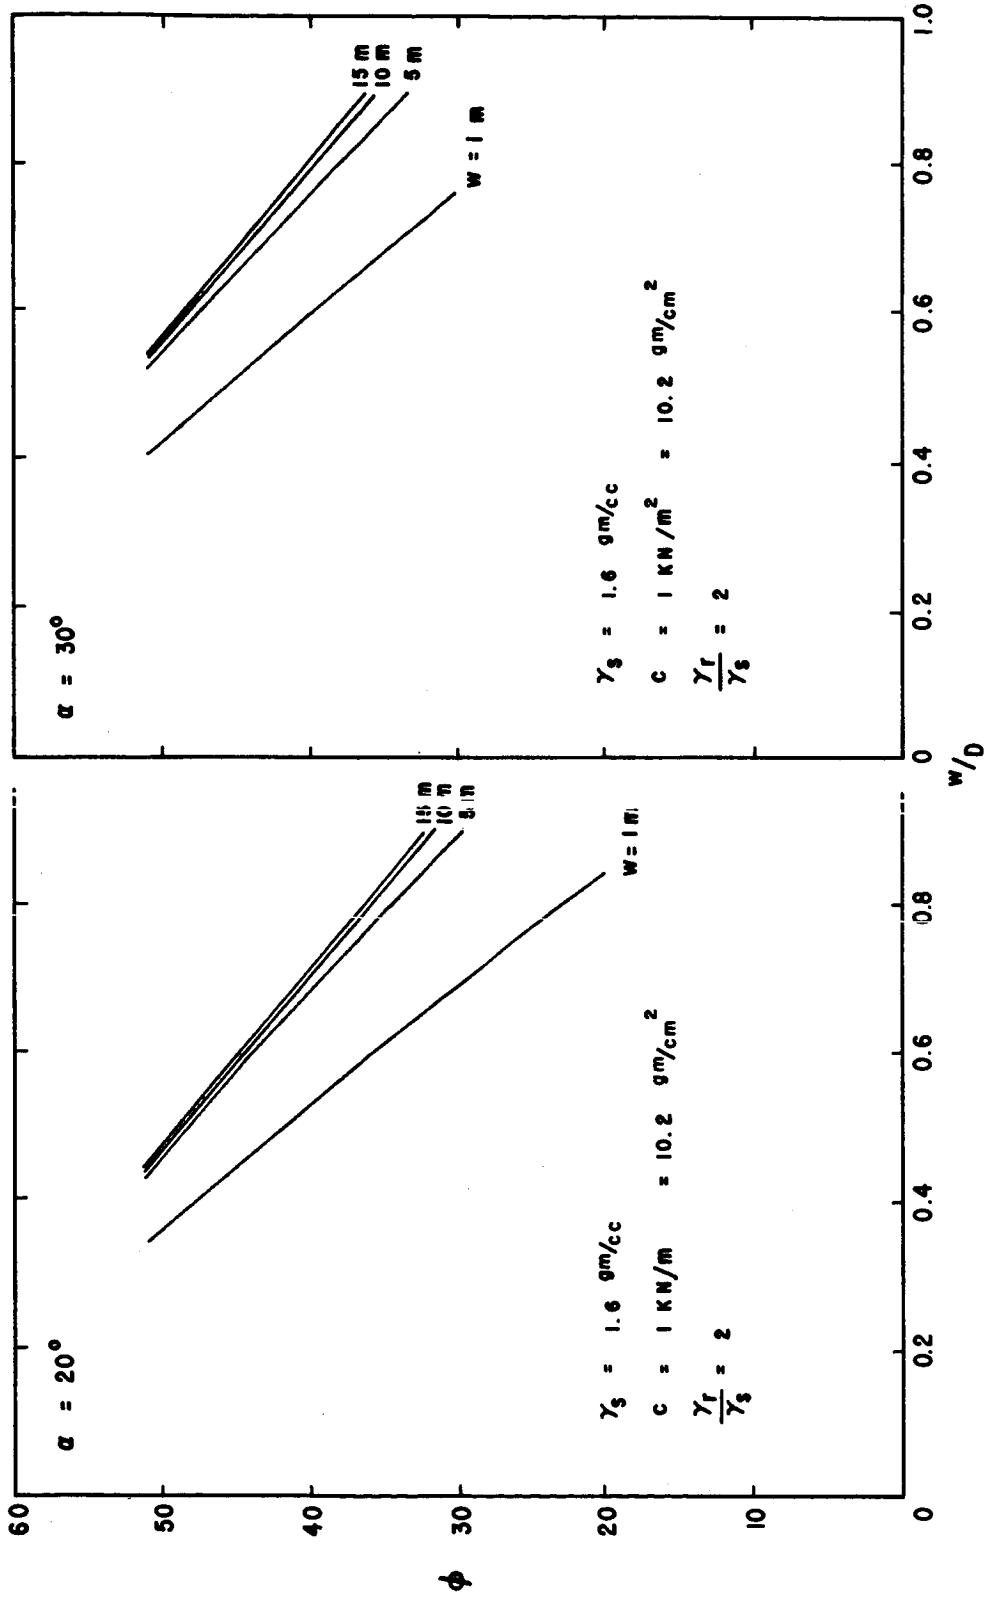 α = 20°
15 m
10 m
5 m
W = 1 m
γs = 1.6 gm/cc
c = 1 KN/m = 10.2 gm/cm²
γr/γs = 2
60
50
40
30
20
10
0
ϕ
0.2
0.4
0.6
0.8
α = 30°
15 m
10 m
5 m
W = 1 m
γs = 1.6 gm/cc
c = 1 KN/m² = 10.2 gm/cm²
γr/γs = 2
0
0.2
0.4
0.6
0.8
1.0
W/D